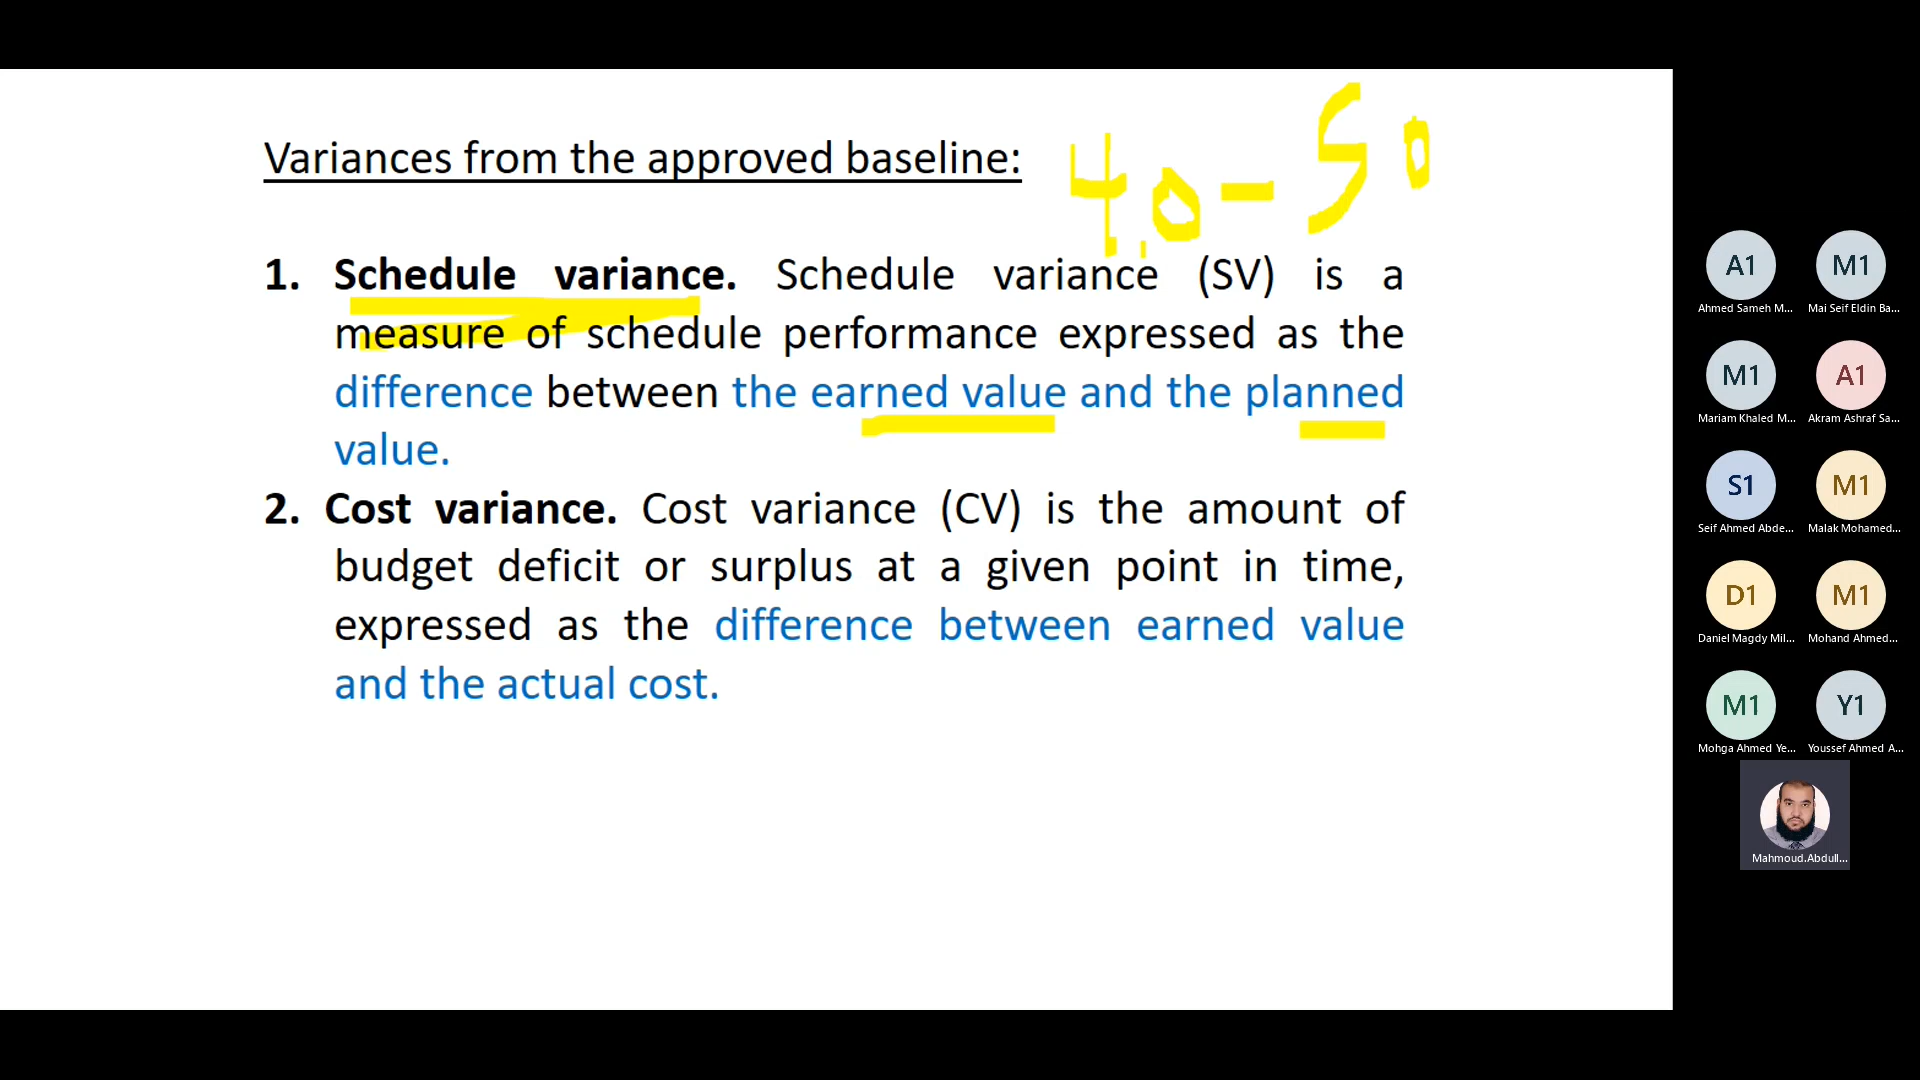 Variances from the approved baseline:
40 - 50
1. Schedule variance. Schedule variance (SV) is a
measure of schedule performance expressed as the
difference between the earned value and the planned
value.
2. Cost variance. Cost variance (CV) is the amount of
budget deficit or surplus at a given point in time,
expressed as the difference between earned value
and the actual cost.
A1 M1
Ahmed Sameh M... Mai Seif Eldin Ba...
M1 A1
Mariam Khaled M... Akram Ashraf Sa...
S1 M1
Seif Ahmed Abde... Malak Mohamed...
D1 M1
Daniel Magdy Mil... Mohand Ahmed...
M1 Y1
Mohga Ahmed Ye... Youssef Ahmed A...
Mahmoud.Abdull...